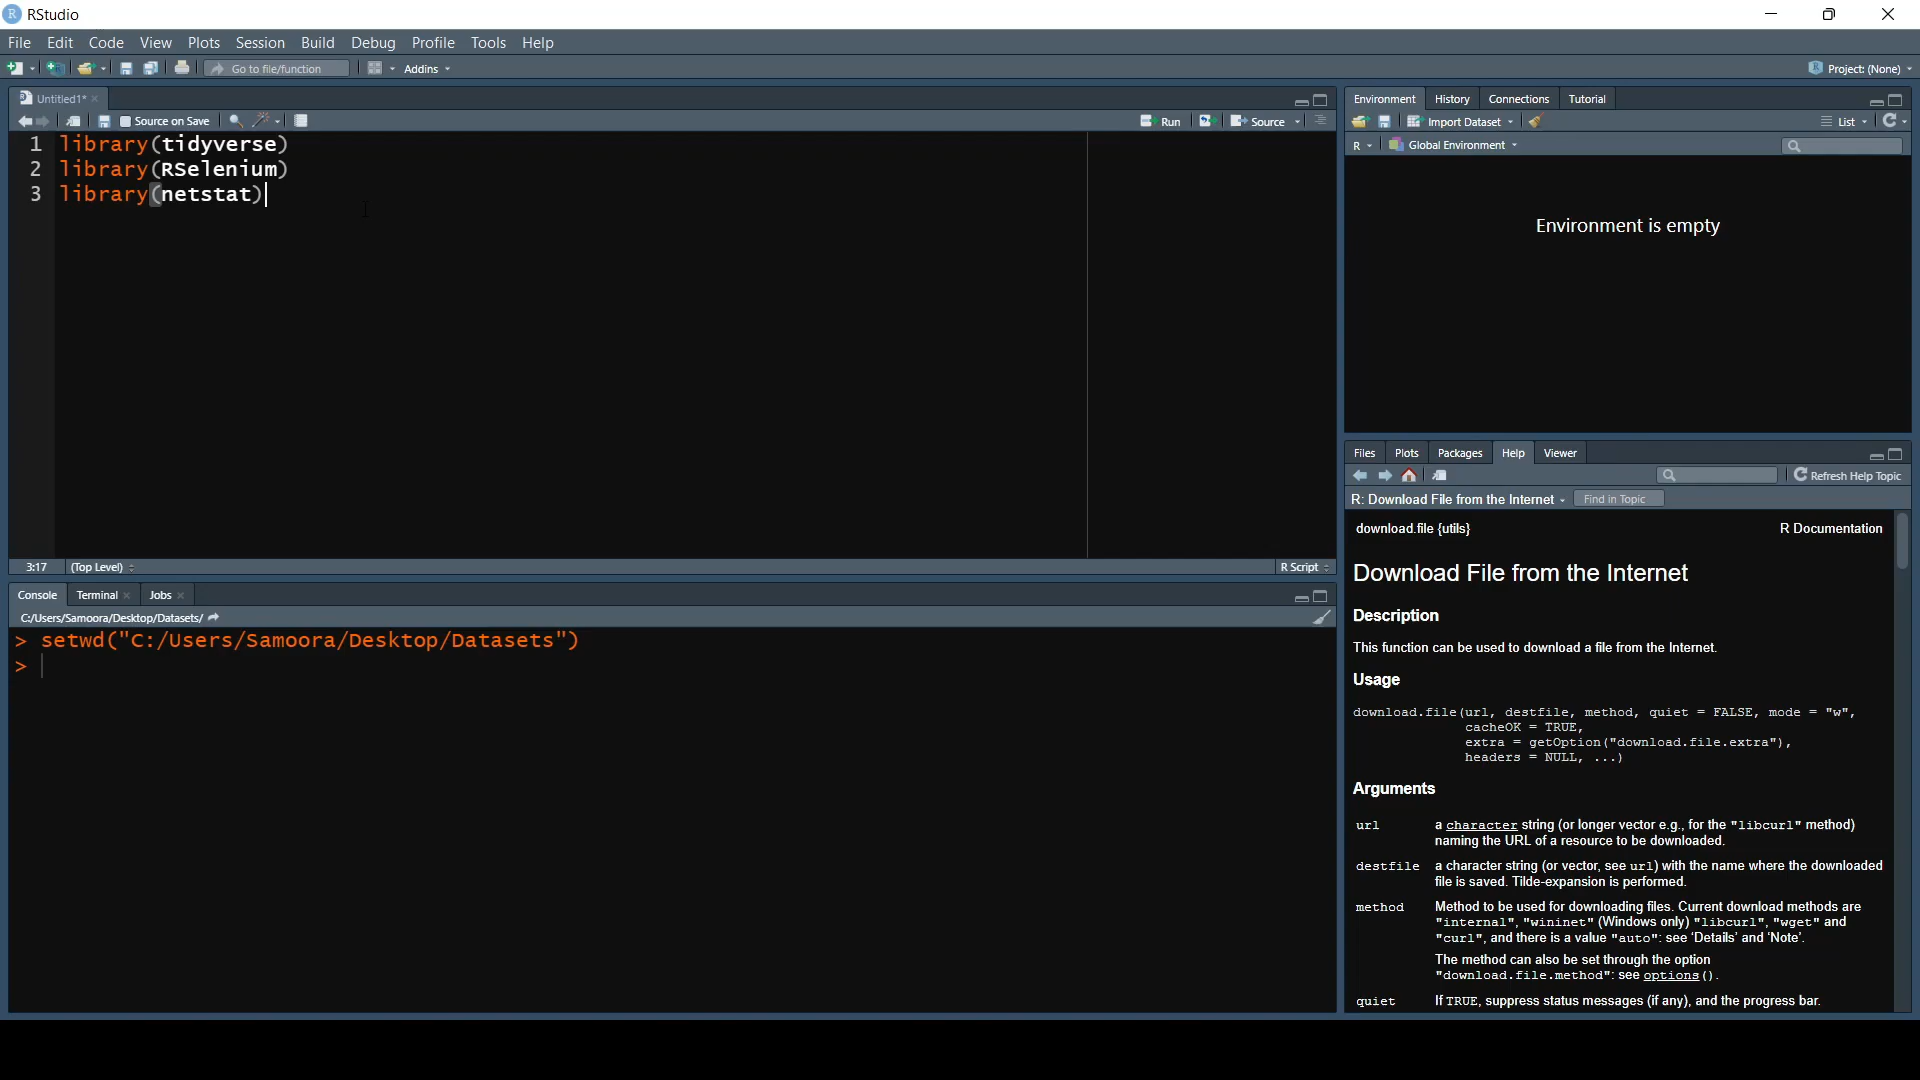 RStudio
File Edit Code View Plots Session Build Debug Profile Tools Help
Go to file/function Addins Project: (None)
Untitled1*
Source on Save Run Source
1 library(tidyverse)
2 library(RSelenium)
3 library(netstat)
3:17 (Top Level) R Script
Console Terminal Jobs
C:/Users/Samoora/Desktop/Datasets/
> setwd("C:/Users/Samoora/Desktop/Datasets")
>
Environment History Connections Tutorial
Import Dataset List
R Global Environment
Environment is empty
Files Plots Packages Help Viewer
Refresh Help Topic
R: Download File from the Internet Find in Topic
download.file {utils} R Documentation
Download File from the Internet
Description
This function can be used to download a file from the Internet.
Usage
download.file(url, destfile, method, quiet = FALSE, mode = "w",
cacheOK = TRUE,
extra = getOption("download.file.extra"),
headers = NULL, ...)
Arguments
url a character string (or longer vector e.g., for the "libcurl" method)
naming the URL of a resource to be downloaded.
destfile a character string (or vector, see url) with the name where the downloaded
file is saved. Tilde-expansion is performed.
method Method to be used for downloading files. Current download methods are
"internal", "wininet" (Windows only) "libcurl", "wget" and
"curl", and there is a value "auto": see ‘Details’ and ‘Note’.
The method can also be set through the option
"download.file.method": see options().
quiet If TRUE, suppress status messages (if any), and the progress bar.